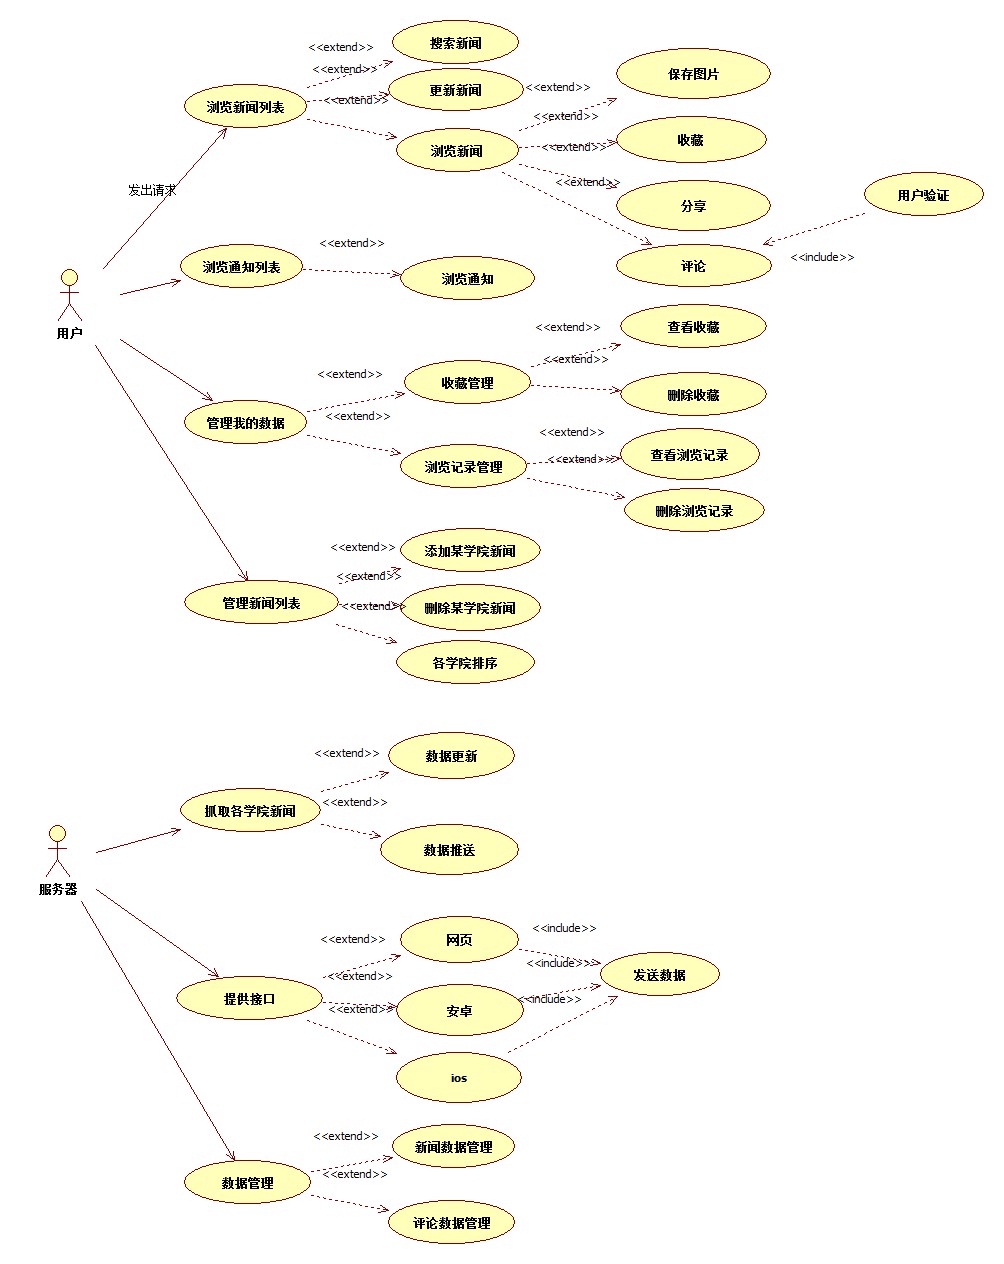 <<extend>>
搜索新闻
<<extend>>
更新新闻
保存图片
<<extend>>
<<extend>>
浏览新闻列表
<<extend>>
浏览新闻
<<extend>>
收藏
<<extend>>
分享
用户验证
发出请求
评论
<<include>>
浏览通知列表
<<extend>>
浏览通知
用户
<<extend>>
查看收藏
<<extend>>
<<extend>>
收藏管理
删除收藏
管理我的数据
<<extend>>
<<extend>>
查看浏览记录
浏览记录管理
<<extend>>
删除浏览记录
<<extend>>
添加某学院新闻
<<extend>>
管理新闻列表
<<extend>>
删除某学院新闻
各学院排序
<<extend>>
数据更新
抓取各学院新闻
<<extend>>
数据推送
服务器
<<extend>>
网页
<<include>>
<<extend>>
<<include>>
发送数据
提供接口
<<extend>>
安卓
<<include>>
ios
<<extend>>
新闻数据管理
数据管理
<<extend>>
评论数据管理